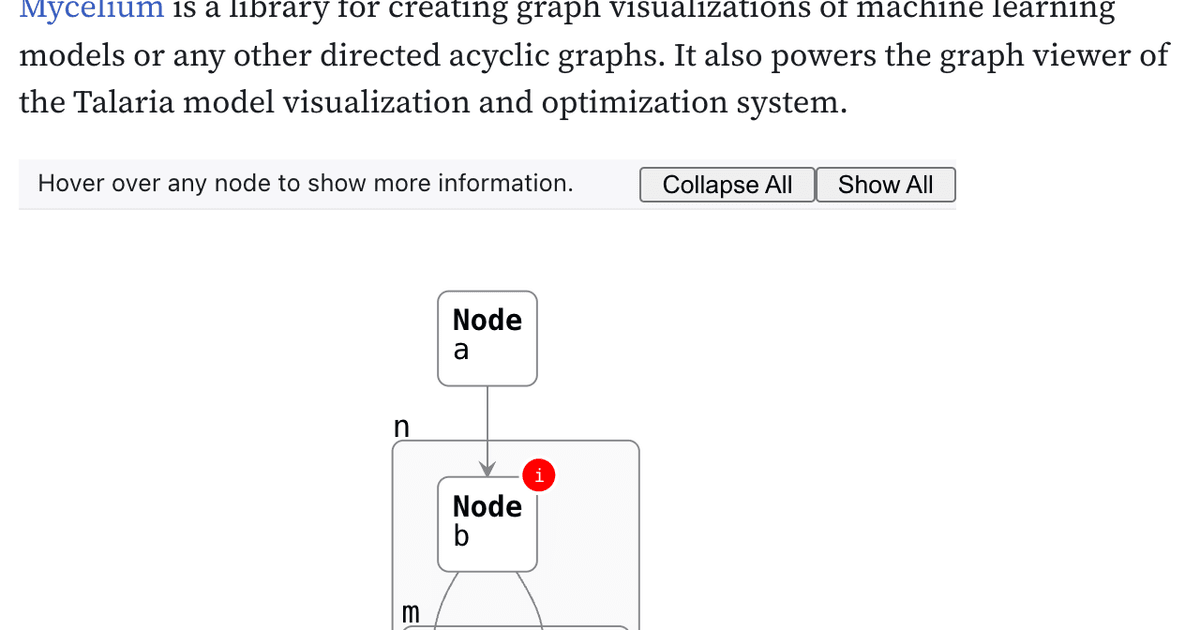 Mycelium is a library for creating graph visualizations of machine learning
models or any other directed acyclic graphs. It also powers the graph viewer of
the Talaria model visualization and optimization system.
Hover over any node to show more information.
Collapse All
Show All
Node
a
n
i
Node
b
m